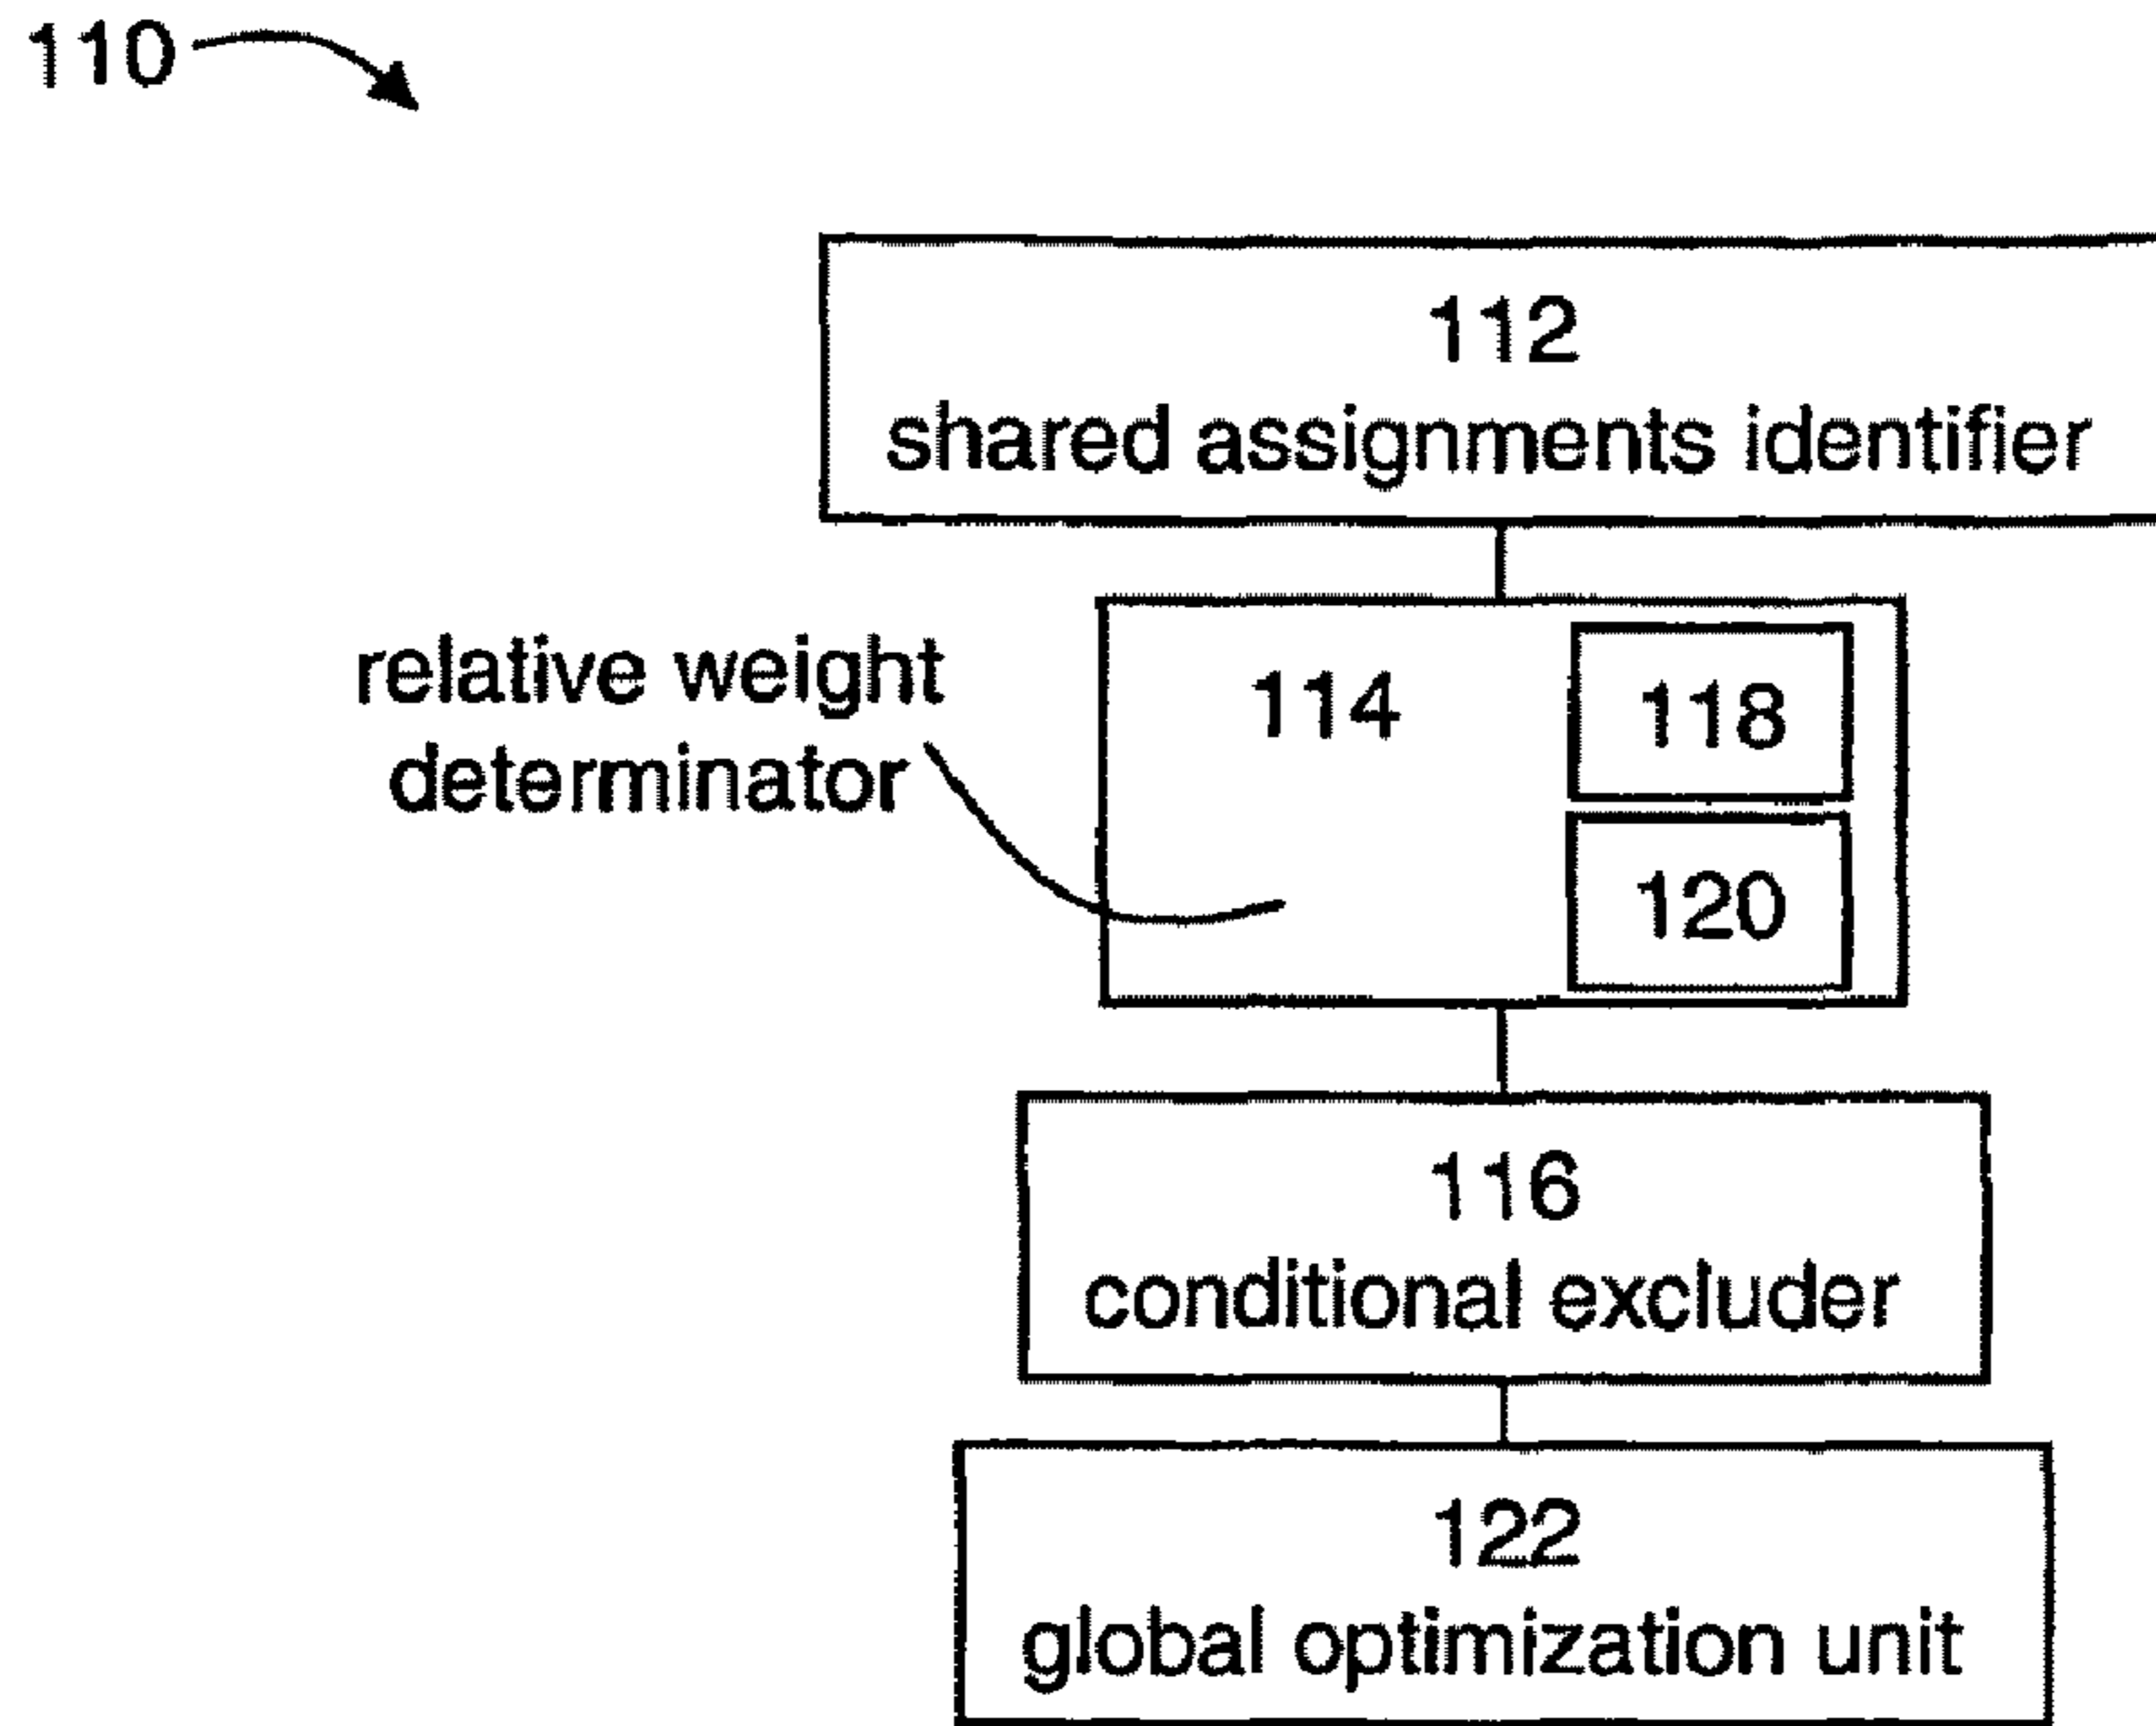 110
112
shared assignments identifier
relative weight
determinator
114
118
120
116
conditional excluder
122
global optimization unit